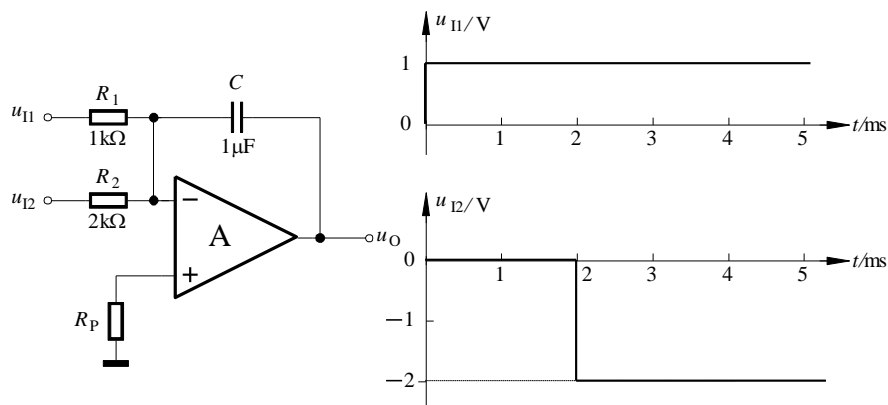 u_I1
R_1
1kΩ
C
1μF
u_I2
R_2
2kΩ
−
A
+
R_P
u_O
u_I1/V
1
0
1 2 3 4 5 t/ms
u_I2/V
0
1 2 3 4 5 t/ms
−1
−2